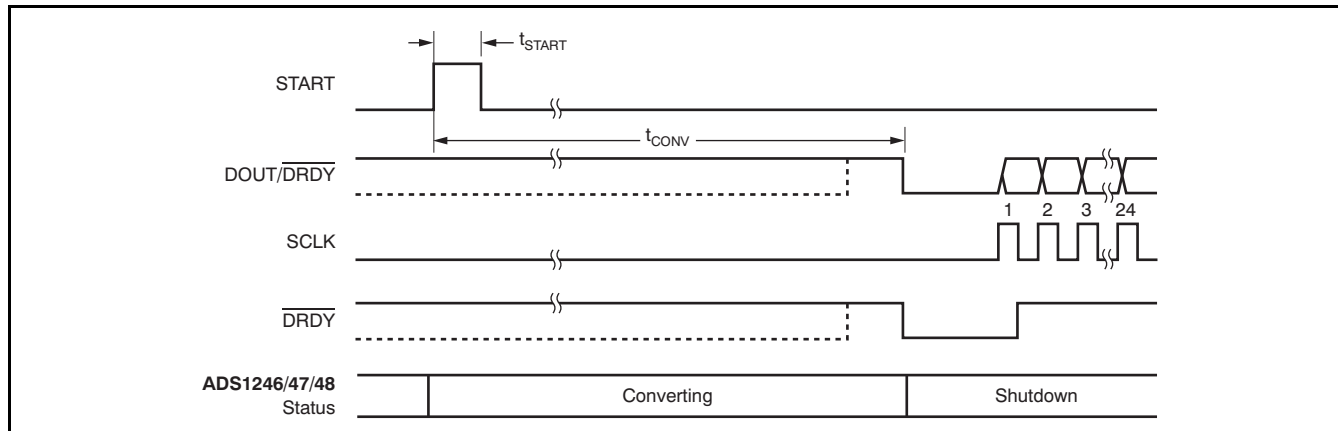 tSTART
START
tCONV
DOUT/DRDY
1 2 3 24
SCLK
DRDY
ADS1246/47/48
Status
Converting
Shutdown